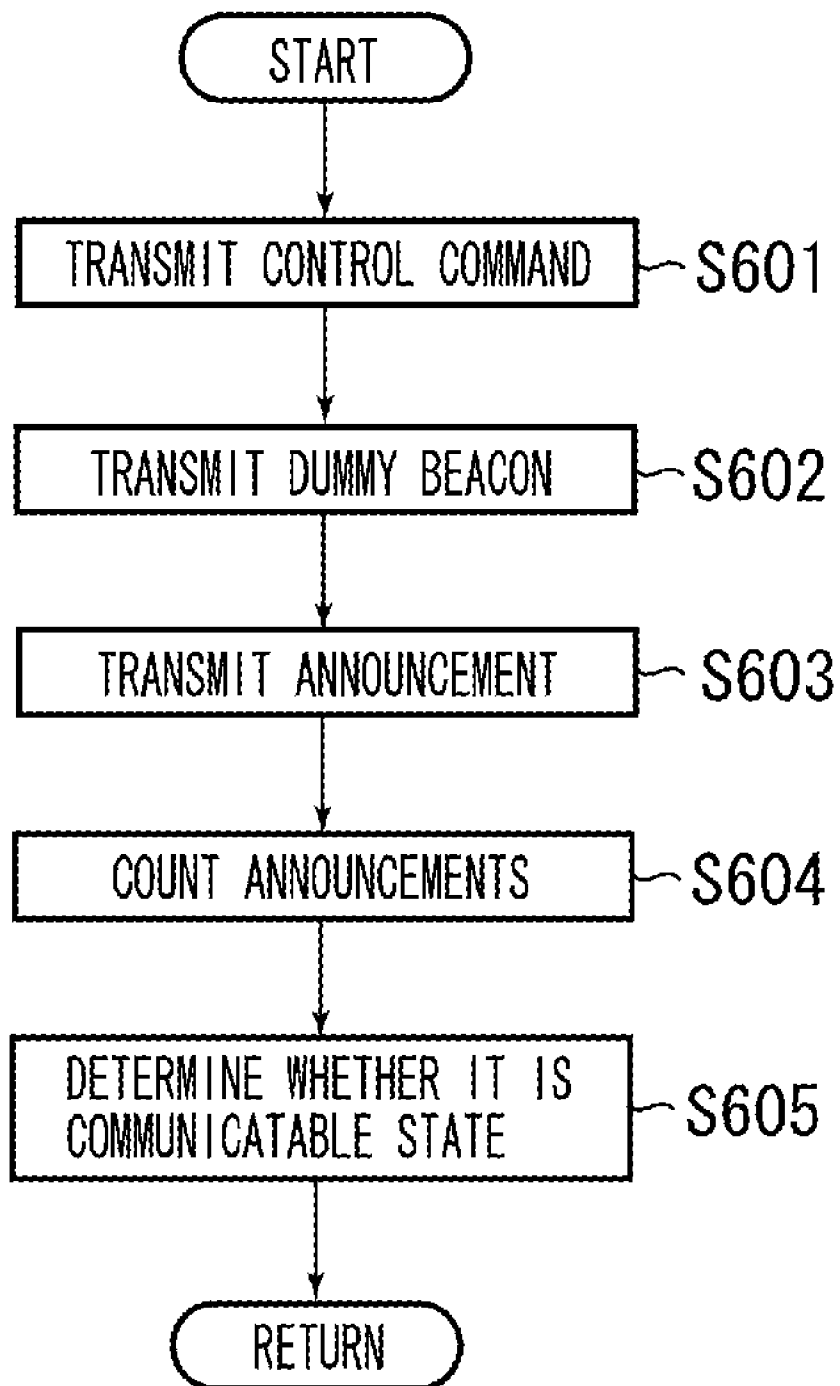 START
TRANSMIT CONTROL COMMAND
S601
TRANSMIT DUMMY BEACON
S602
TRANSMIT ANNOUNCEMENT
S603
COUNT ANNOUNCEMENTS
S604
DETERMINE WHETHER IT IS
COMMUNICATABLE STATE
S605
RETURN